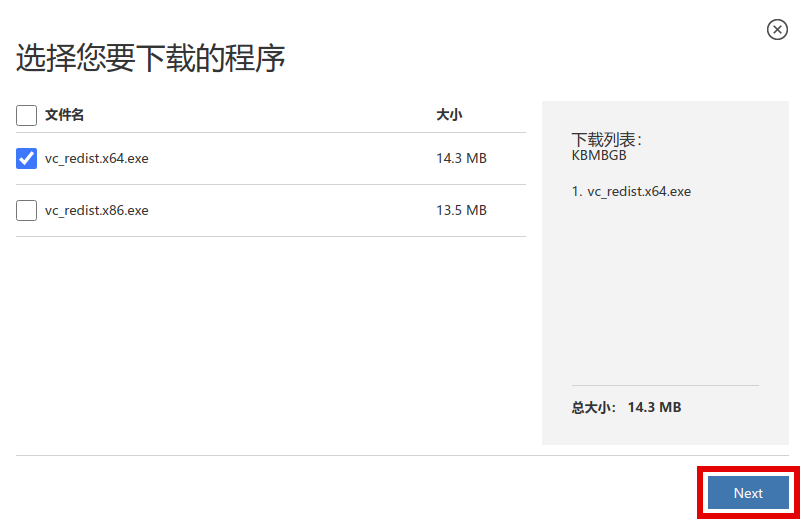 选择您要下载的程序
文件名 大小
vc_redist.x64.exe 14.3 MB
vc_redist.x86.exe 13.5 MB
下载列表：
KBMBGB
1. vc_redist.x64.exe
总大小： 14.3 MB
Next